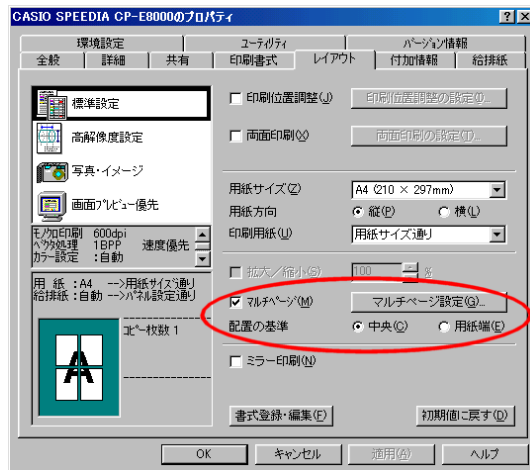 CASIO SPEEDIA CP-E8000のプロパティ
環境設定 ユーティリティ バージョン情報
全般 詳細 共有 印刷書式 レイアウト 付加情報 給排紙
標準設定
高解像度設定
写真・イメージ
画面プレビュー優先
モノクロ印刷 600dpi
ベクタ処理 1BPP 速度優先
カラー設定 :自動
用 紙 :A4 -->用紙サイズ通り
給排紙:自動 -->パネル設定通り
コピー枚数 1
A
印刷位置調整(J) 印刷位置調整の設定(I)...
両面印刷(X) 両面印刷の設定(T)...
用紙サイズ(Z) A4 (210 × 297mm)
用紙方向 縦(P) 横(L)
印刷用紙(U) 用紙サイズ通り
拡大/縮小(S) 100 %
マルチページ(M) マルチページ設定(G)...
配置の基準 中央(C) 用紙端(E)
ミラー印刷(N)
書式登録・編集(F) 初期値に戻す(D)
OK キャンセル 適用(A) ヘルプ